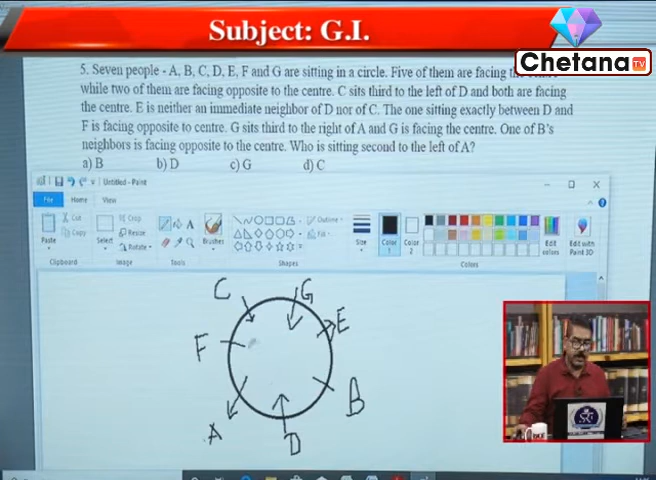 Subject: G.I.
Chetana TV
5. Seven people - A, B, C, D, E, F and G are sitting in a circle. Five of them are facing the
while two of them are facing opposite to the centre. C sits third to the left of D and both are facing
the centre. E is neither an immediate neighbor of D nor of C. The one sitting exactly between D and
F is facing opposite to centre. G sits third to the right of A and G is facing the centre. One of B's
neighbors is facing opposite to the centre. Who is sitting second to the left of A?
a) B b) D c) G d) C
Untitled - Paint
File Home View
Cut
Copy
Paste
Select
Crop
Resize
Rotate
Brushes
Outline
Fill
Size
Color 1
Color 2
Edit colors
Edit with Paint 3D
Clipboard Image Tools Shapes Colors
C G
E
F
B
A
D